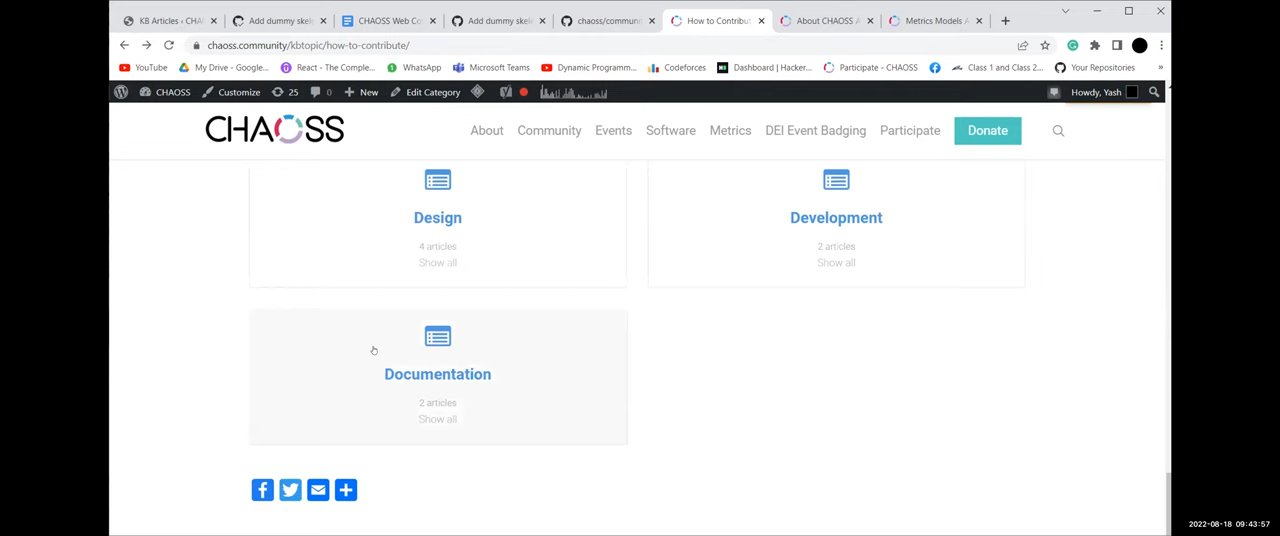 KB Articles ‹ CHA
Add dummy skele
CHAOSS Web Co
Add dummy skele
chaoss/commun
How to Contribut
About CHAOSS A
Metrics Models A
chaoss.community/kbtopic/how-to-contribute/
YouTube
My Drive - Google...
React - The Comple...
WhatsApp
Microsoft Teams
Dynamic Programm...
Codeforces
Dashboard | Hacker...
Participate - CHAOSS
Class 1 and Class 2...
Your Repositories
»
CHAOSS
Customize
25
0
New
Edit Category
Howdy, Yash
CHAOSS
About
Community
Events
Software
Metrics
DEI Event Badging
Participate
Donate
Design
4 articles
Show all
Development
2 articles
Show all
Documentation
2 articles
Show all
2022-08-18 09:43:57